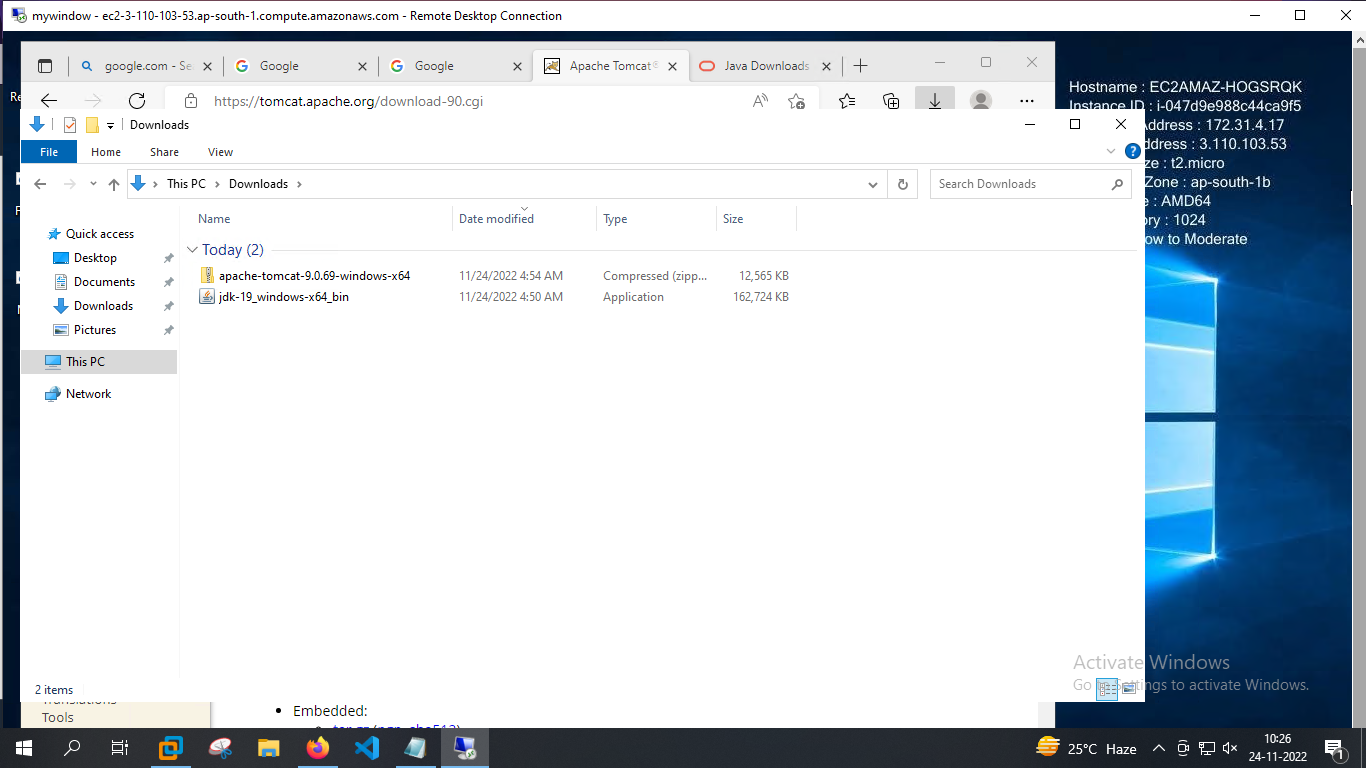 mywindow - ec2-3-110-103-53.ap-south-1.compute.amazonaws.com - Remote Desktop Connection
google.com - Se
Google
Google
Apache Tomcat®
Java Downloads
https://tomcat.apache.org/download-90.cgi
Hostname : EC2AMAZ-HOGSRQK
Instance ID : i-047d9e988c44ca9f5
Address : 172.31.4.17
ddress : 3.110.103.53
ze : t2.micro
Zone : ap-south-1b
e : AMD64
ory : 1024
ow to Moderate
Re
Downloads
File
Home
Share
View
This PC
Downloads
Search Downloads
Name
Date modified
Type
Size
Quick access
Desktop
Documents
Downloads
Pictures
This PC
Network
Today (2)
apache-tomcat-9.0.69-windows-x64 11/24/2022 4:54 AM Compressed (zipp... 12,565 KB
jdk-19_windows-x64_bin 11/24/2022 4:50 AM Application 162,724 KB
Activate Windows
Go to Settings to activate Windows.
2 items
Translations
Tools
Embedded:
25°C Haze
10:26
24-11-2022
1